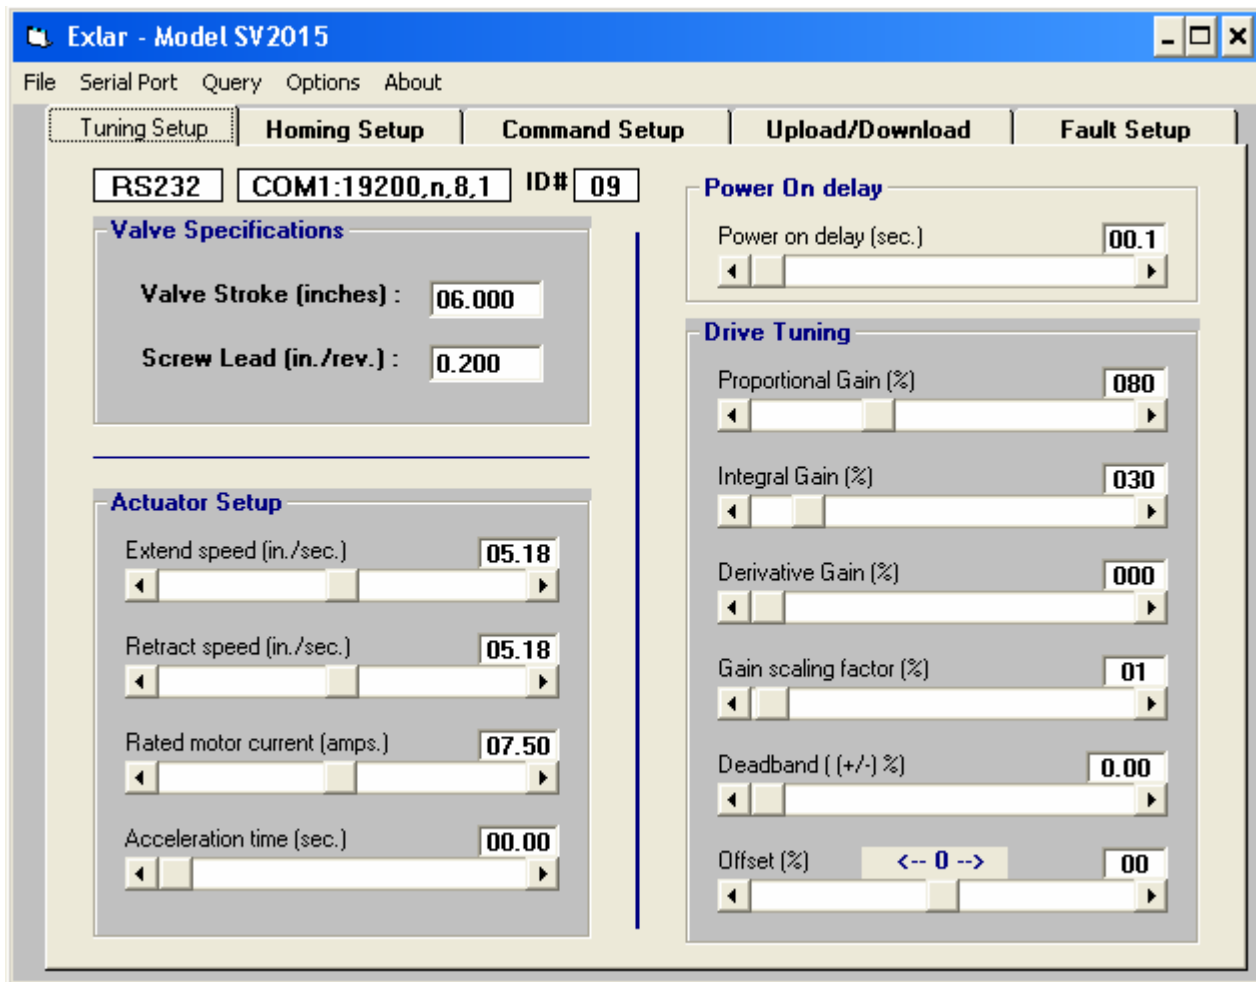 Exlar - Model SV2015
File Serial Port Query Options About
Tuning Setup Homing Setup Command Setup Upload/Download Fault Setup
RS232 COM1:19200,n,8,1 ID# 09
Valve Specifications
Valve Stroke (inches) : 06.000
Screw Lead (in./rev.) : 0.200
Actuator Setup
Extend speed (in./sec.) 05.18
Retract speed (in./sec.) 05.18
Rated motor current (amps.) 07.50
Acceleration time (sec.) 00.00
Power On delay
Power on delay (sec.) 00.1
Drive Tuning
Proportional Gain (%) 080
Integral Gain (%) 030
Derivative Gain (%) 000
Gain scaling factor (%) 01
Deadband ( (+/-) %) 0.00
Offset (%) <-- 0 --> 00